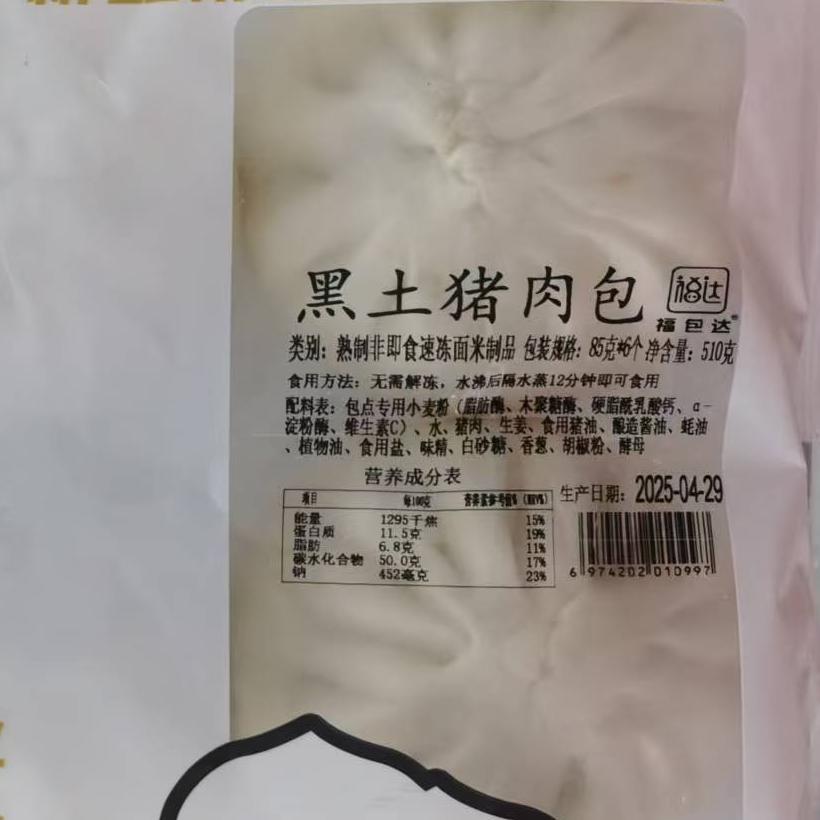 黑土猪肉包
福达
福包达
类别：熟制非即食速冻面米制品 包装规格：85克*6个 净含量：510克
食用方法：无需解冻，水沸后隔水蒸12分钟即可食用
配料表：包点专用小麦粉（脂肪酶、木聚糖酶、硬脂酰乳酸钙、α-
淀粉酶、维生素C）、水、猪肉、生姜、食用猪油、酿造酱油、蚝油
、植物油、食用盐、味精、白砂糖、香葱、胡椒粉、酵母
营养成分表
项目 每100克 营养素参考值% (NRV%)
能量 1295千焦 15%
蛋白质 11.5克 19%
脂肪 6.8克 11%
碳水化合物 50.0克 17%
钠 452毫克 23%
生产日期：2025-04-29
6 974202 010997